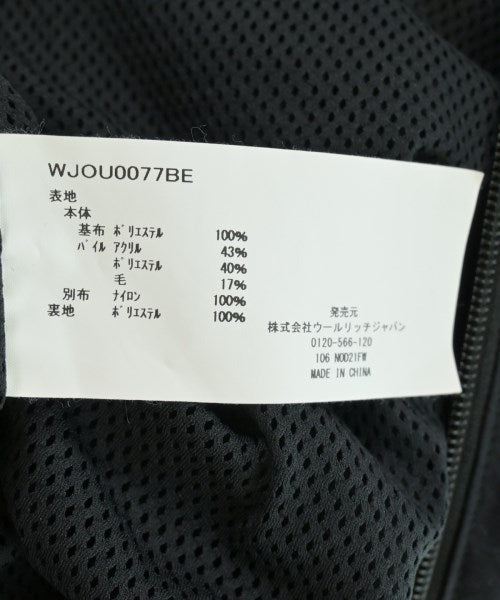 WJOU0077BE
表地
本体
基布 ﾎﾟﾘｴｽﾃﾙ 100%
ﾊﾟｲﾙ ｱｸﾘﾙ 43%
ﾎﾟﾘｴｽﾃﾙ 40%
毛 17%
別布 ﾅｲﾛﾝ 100%
裏地 ﾎﾟﾘｴｽﾃﾙ 100%
発売元
株式会社ウールリッチジャパン
0120-566-120
106 NOD21FW
MADE IN CHINA